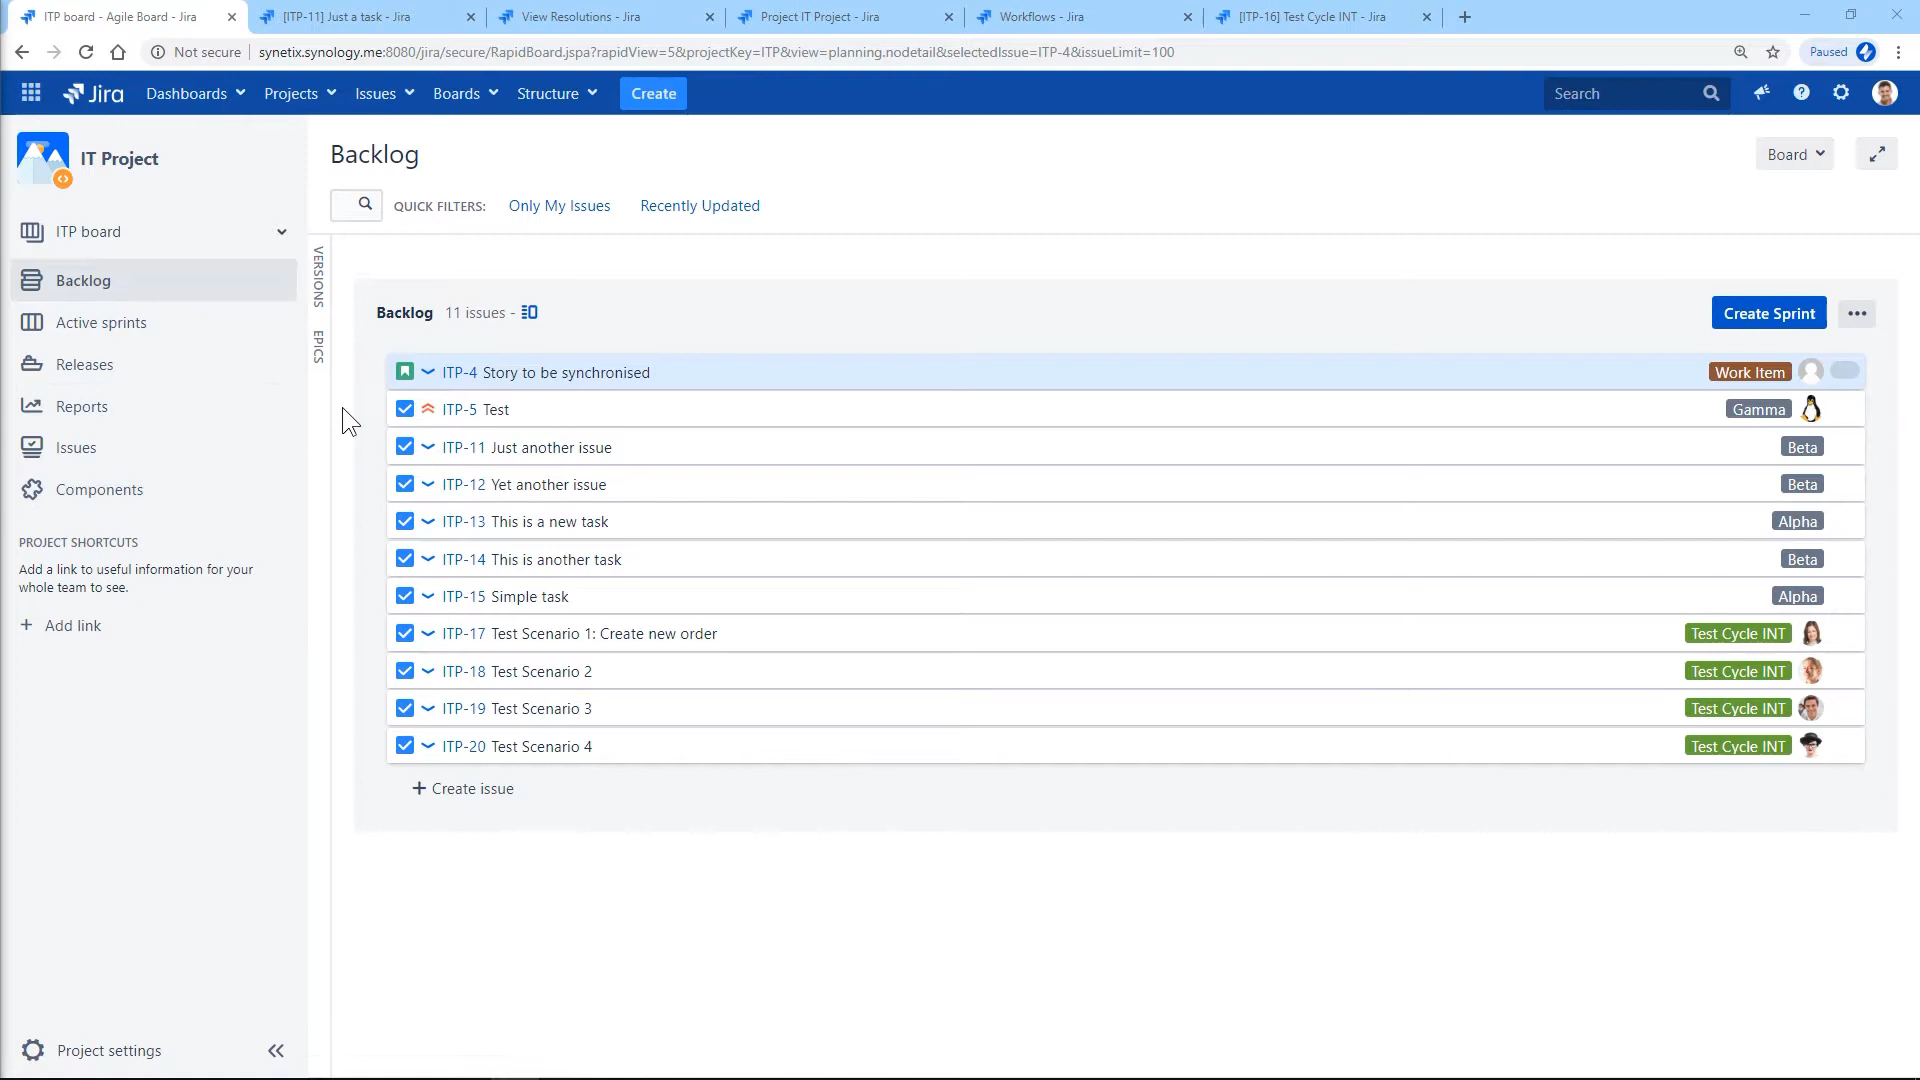 ITP board - Agile Board - Jira
[ITP-11] Just a task - Jira
View Resolutions - Jira
Project IT Project - Jira
Workflows - Jira
[ITP-16] Test Cycle INT - Jira
Not secure
synetix.synology.me:8080/jira/secure/RapidBoard.jspa?rapidView=5&projectKey=ITP&view=planning.nodetail&selectedIssue=ITP-4&issueLimit=100
Paused
Jira
Dashboards
Projects
Issues
Boards
Structure
Create
Search
IT Project
ITP board
Backlog
Active sprints
Releases
Reports
Issues
Components
PROJECT SHORTCUTS
Add a link to useful information for your
whole team to see.
+ Add link
Project settings
Backlog
Board
QUICK FILTERS:
Only My Issues
Recently Updated
VERSIONS
EPICS
Backlog 11 issues -
Create Sprint
ITP-4 Story to be synchronised Work Item
ITP-5 Test Gamma
ITP-11 Just another issue Beta
ITP-12 Yet another issue Beta
ITP-13 This is a new task Alpha
ITP-14 This is another task Beta
ITP-15 Simple task Alpha
ITP-17 Test Scenario 1: Create new order Test Cycle INT
ITP-18 Test Scenario 2 Test Cycle INT
ITP-19 Test Scenario 3 Test Cycle INT
ITP-20 Test Scenario 4 Test Cycle INT
+ Create issue